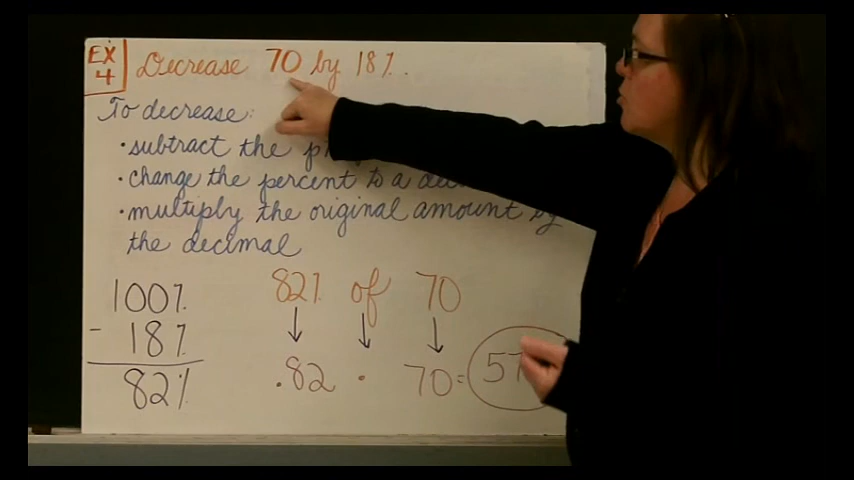 EX 4
Decrease 70 by 18%.
To decrease:
• subtract the
• change the percent to a
• multiply the original amount by
the decimal
100%
- 18%
82%
82% of 70
.82 · 70 =